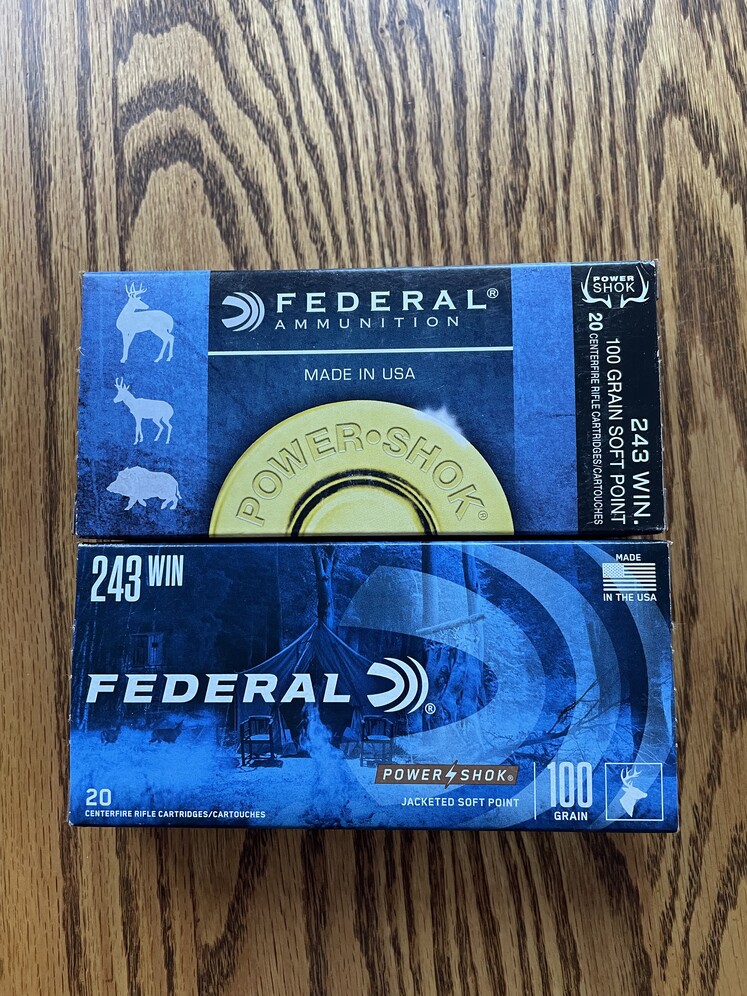 FEDERAL®
AMMUNITION
MADE IN USA
POWER•SHOK®
POWER
SHOK
243 WIN.
100 GRAIN SOFT POINT
20 CENTERFIRE RIFLE CARTRIDGES/CARTOUCHES
243 WIN
MADE
IN THE USA
FEDERAL®
POWER SHOK®
JACKETED SOFT POINT
100
GRAIN
20
CENTERFIRE RIFLE CARTRIDGES/CARTOUCHES